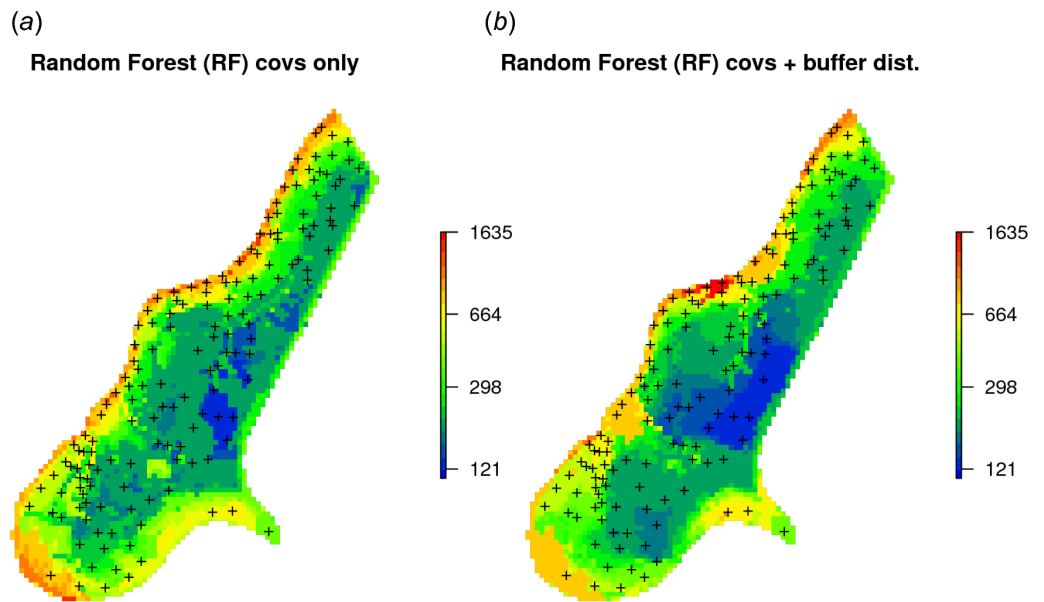 (a)
(b)
Random Forest (RF) covs only
Random Forest (RF) covs + buffer dist.
1635
664
298
121
1635
664
298
121